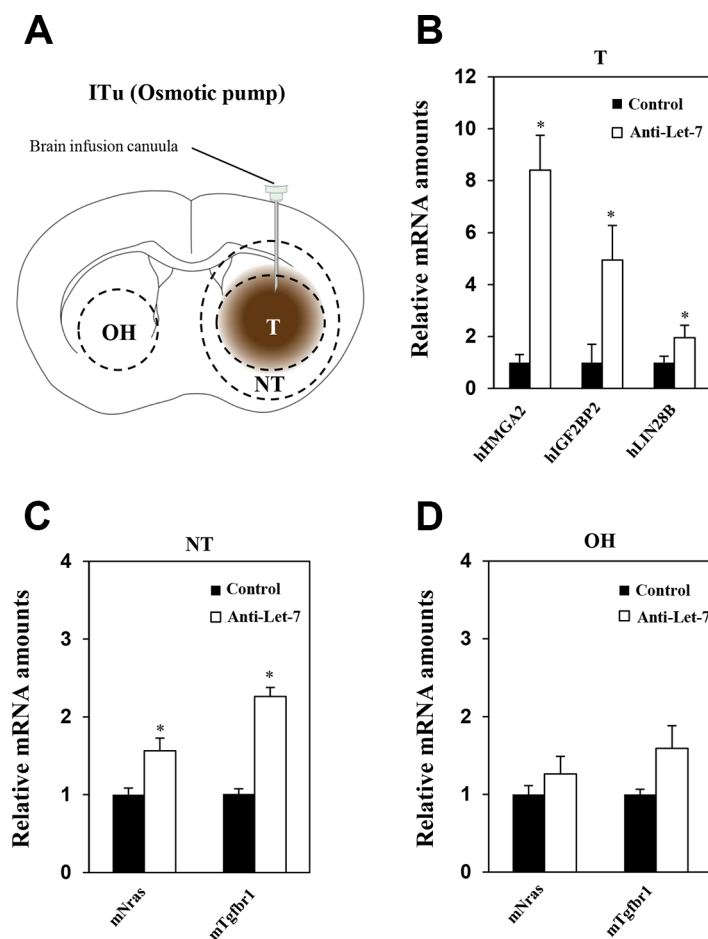 A
ITu (Osmotic pump)
Brain infusion canuula
OH
T
NT
B
T
Relative mRNA amounts
12
10
8
6
4
2
0
Control
Anti-Let-7
*
*
*
hHMGA2
hIGF2BP2
hLIN28B
C
NT
Relative mRNA amounts
4
3
2
1
0
Control
Anti-Let-7
*
*
mNras
mTgfbr1
D
OH
Relative mRNA amounts
4
3
2
1
0
Control
Anti-Let-7
mNras
mTgfbr1